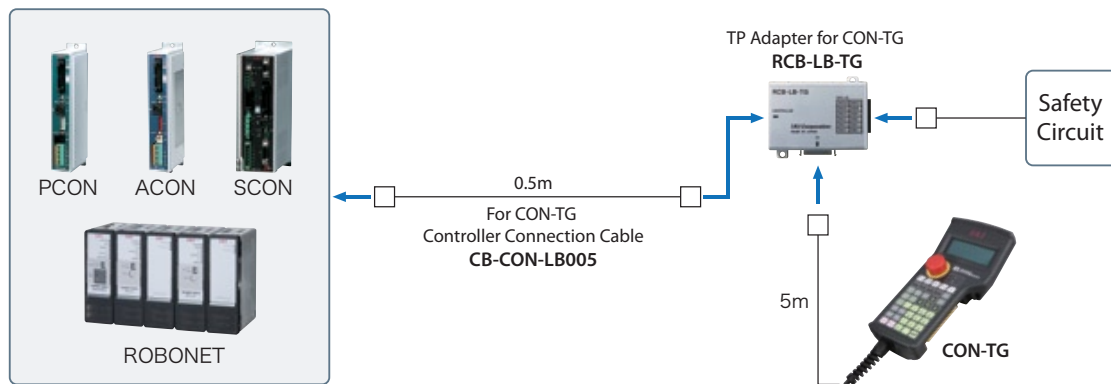 PCON
ACON
SCON
ROBONET
0.5m
For CON-TG
Controller Connection Cable
CB-CON-LB005
TP Adapter for CON-TG
RCB-LB-TG
RCB-LB-TG
Safety
Circuit
5m
CON-TG